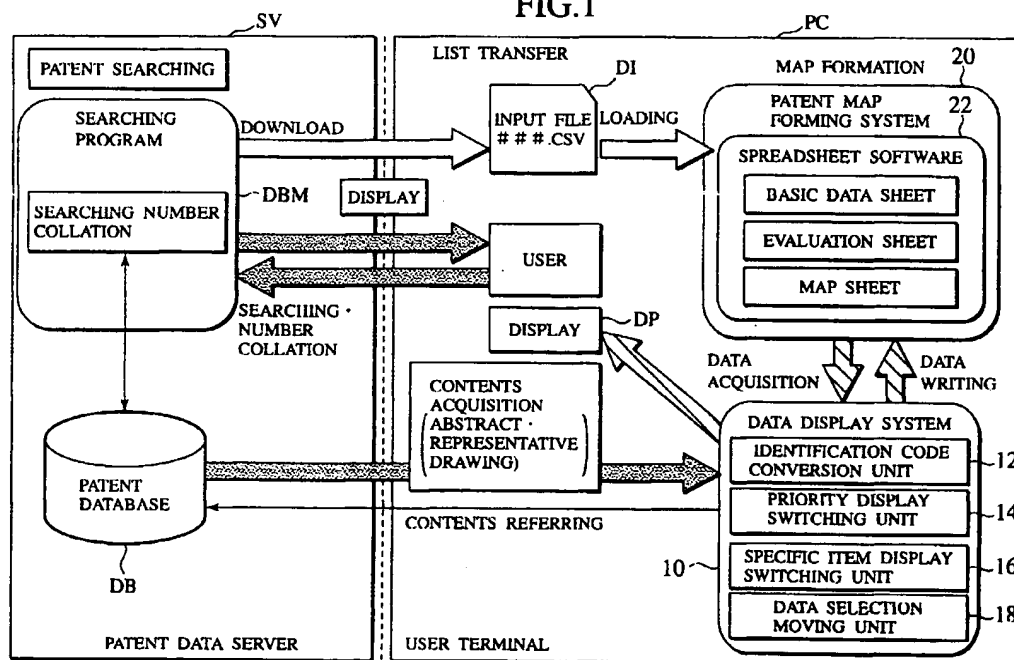 FIG.1
SV
PC
PATENT SEARCHING
SEARCHING
PROGRAM
SEARCHING NUMBER
COLLATION
DBM
DOWNLOAD
DISPLAY
SEARCHING ·
NUMBER
COLLATION
PATENT
DATABASE
DB
PATENT DATA SERVER
LIST TRANSFER
DI
INPUT FILE
# # # .CSV
LOADING
USER
DISPLAY
DP
CONTENTS
ACQUISITION
(ABSTRACT ·
REPRESENTATIVE
DRAWING)
CONTENTS REFERRING
USER TERMINAL
MAP FORMATION
20
PATENT MAP
FORMING SYSTEM
22
SPREADSHEET SOFTWARE
BASIC DATA SHEET
EVALUATION SHEET
MAP SHEET
DATA
ACQUISITION
DATA
WRITING
DATA DISPLAY SYSTEM
IDENTIFICATION CODE
CONVERSION UNIT
12
PRIORITY DISPLAY
SWITCHING UNIT
14
10
SPECIFIC ITEM DISPLAY
SWITCHING UNIT
16
DATA SELECTION
MOVING UNIT
18